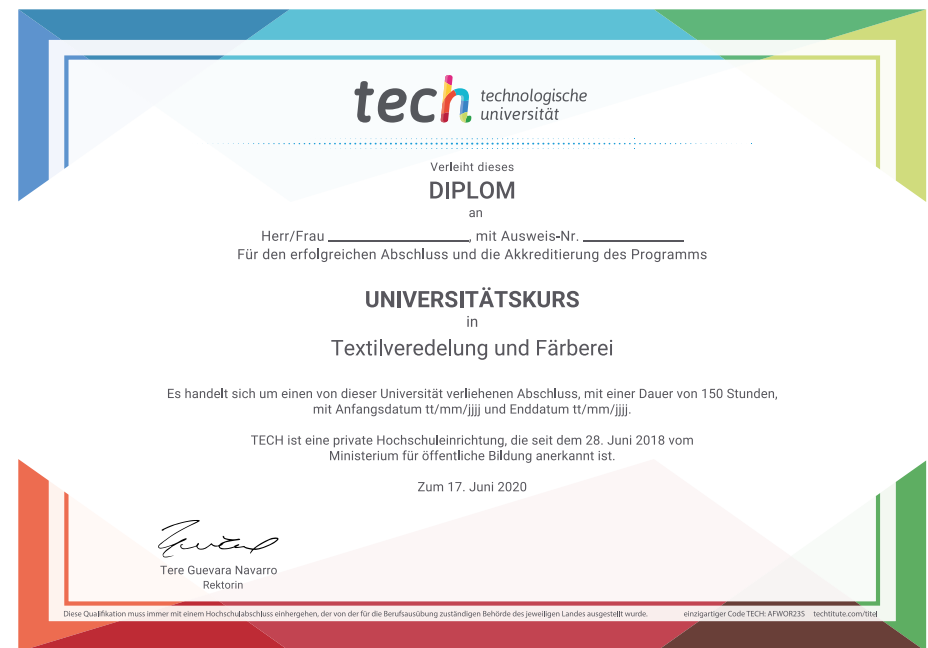 tech technologische
universität
Verleiht dieses
DIPLOM
an
Herr/Frau ____________________, mit Ausweis-Nr. ______________
Für den erfolgreichen Abschluss und die Akkreditierung des Programms
UNIVERSITÄTSKURS
in
Textilveredelung und Färberei
Es handelt sich um einen von dieser Universität verliehenen Abschluss, mit einer Dauer von 150 Stunden,
mit Anfangsdatum tt/mm/jjjj und Enddatum tt/mm/jjjj.
TECH ist eine private Hochschuleinrichtung, die seit dem 28. Juni 2018 vom
Ministerium für öffentliche Bildung anerkannt ist.
Zum 17. Juni 2020
Tere Guevara Navarro
Rektorin
Diese Qualifikation muss immer mit einem Hochschulabschluss einhergehen, der von der für die Berufsausübung zuständigen Behörde des jeweiligen Landes ausgestellt wurde. einzigartiger Code TECH: AFWOR23S techtitute.com/titel